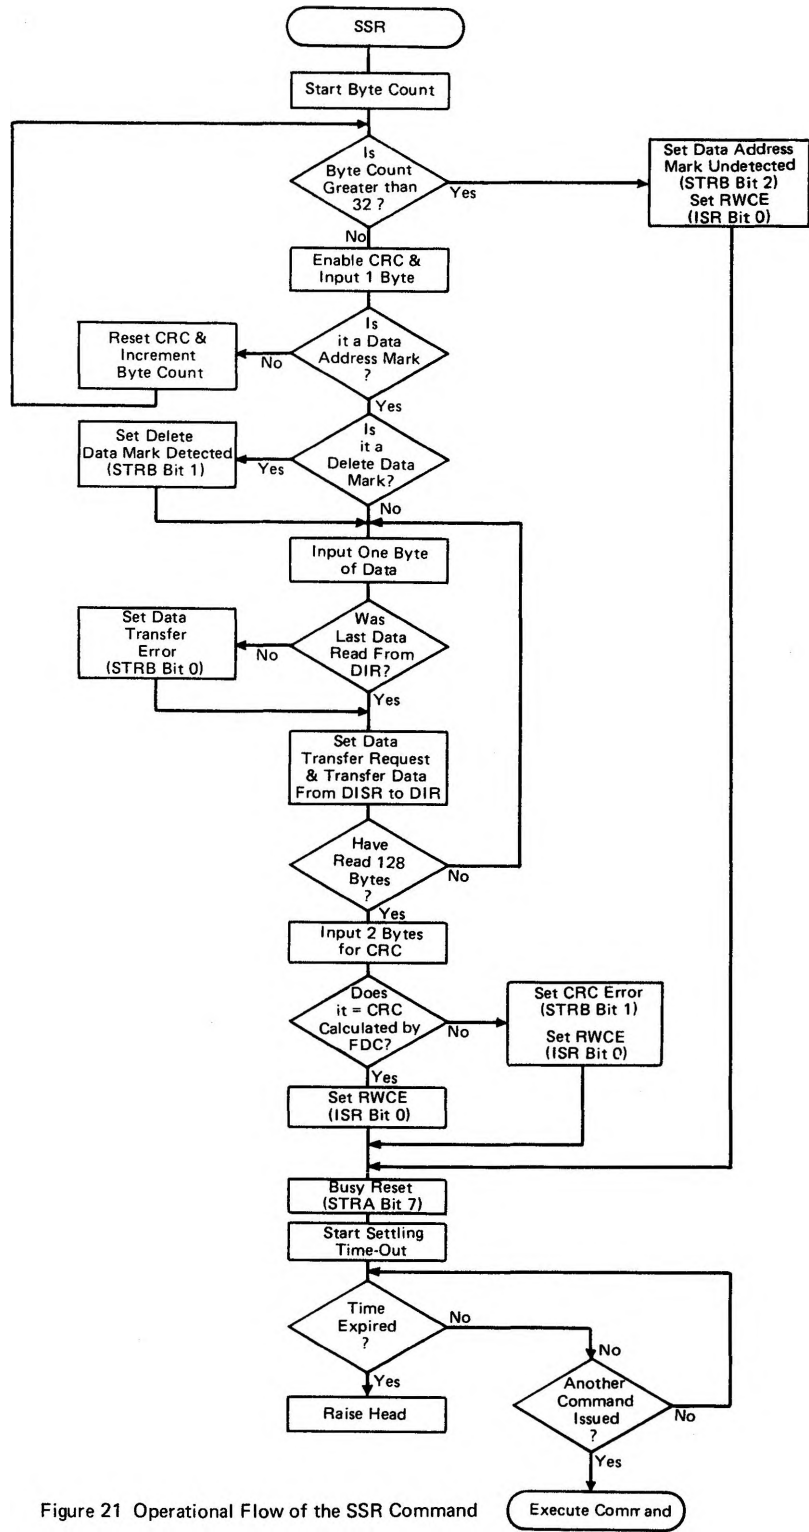 SSR
Start Byte Count
Is
Byte Count
Greater than
32 ?
Yes
No
Set Data Address
Mark Undetected
(STRB Bit 2)
Set RWCE
(ISR Bit 0)
Enable CRC &
Input 1 Byte
Is
it a Data
Address Mark
?
No
Yes
Reset CRC &
Increment
Byte Count
Is
it a
Delete Data
Mark?
Yes
No
Set Delete
Data Mark Detected
(STRB Bit 1)
Input One Byte
of Data
Was
Last Data
Read From
DIR?
No
Yes
Set Data
Transfer
Error
(STRB Bit 0)
Set Data
Transfer Request
& Transfer Data
From DISR to DIR
Have
Read 128
Bytes
?
No
Yes
Input 2 Bytes
for CRC
Does
it = CRC
Calculated by
FDC?
No
Yes
Set CRC Error
(STRB Bit 1)
Set RWCE
(ISR Bit 0)
Set RWCE
(ISR Bit 0)
Busy Reset
(STRA Bit 7)
Start Settling
Time-Out
Time
Expired
?
No
Yes
No
Another
Command
Issued
?
No
Yes
Raise Head
Execute Command
Figure 21 Operational Flow of the SSR Command